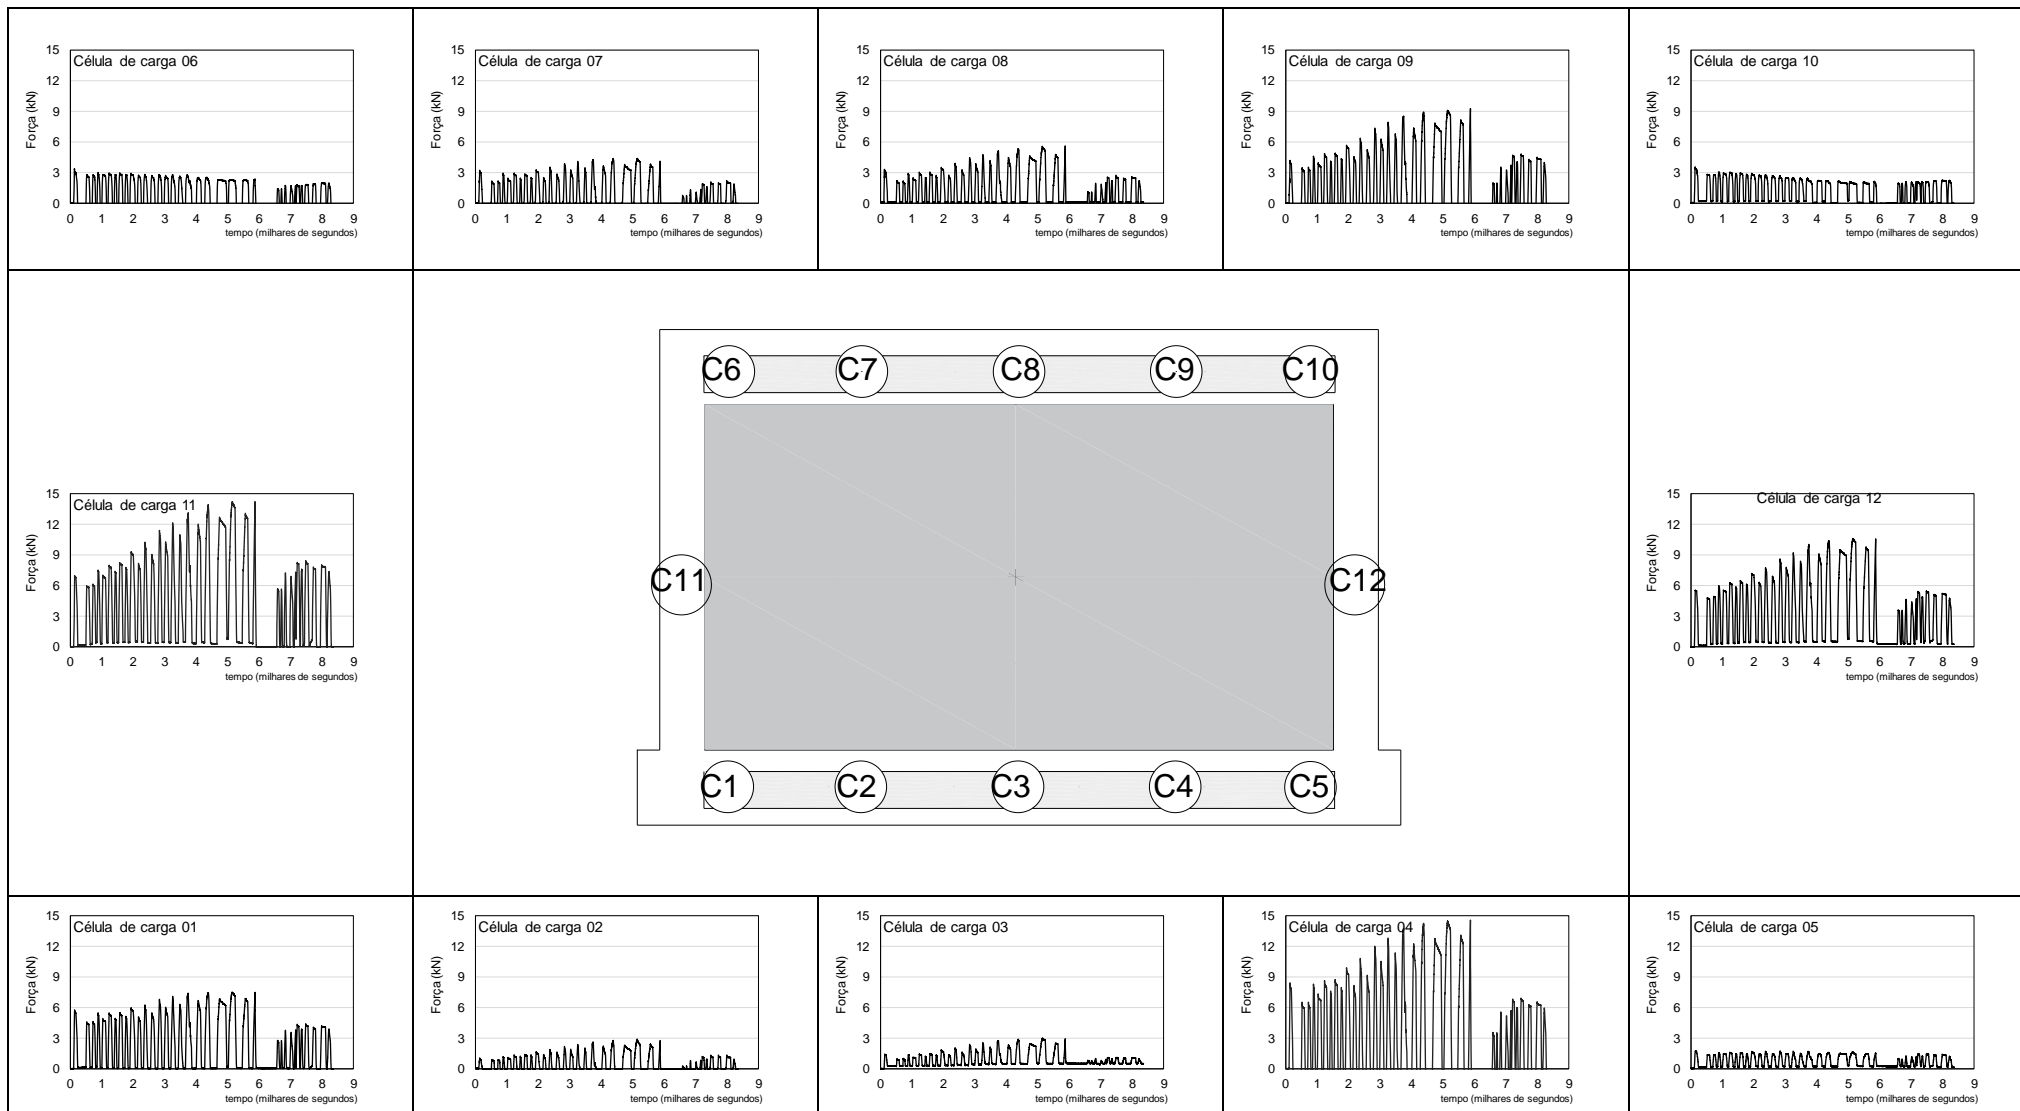 Célula de carga 06
Força (kN)
15
12
9
6
3
0
0 1 2 3 4 5 6 7 8 9
tempo (milhares de segundos)
Célula de carga 07
Força (kN)
15
12
9
6
3
0
0 1 2 3 4 5 6 7 8 9
tempo (milhares de segundos)
Célula de carga 08
Força (kN)
15
12
9
6
3
0
0 1 2 3 4 5 6 7 8 9
tempo (milhares de segundos)
Célula de carga 09
Força (kN)
15
12
9
6
3
0
0 1 2 3 4 5 6 7 8 9
tempo (milhares de segundos)
Célula de carga 10
Força (kN)
15
12
9
6
3
0
0 1 2 3 4 5 6 7 8 9
tempo (milhares de segundos)
Célula de carga 11
Força (kN)
15
12
9
6
3
0
0 1 2 3 4 5 6 7 8 9
tempo (milhares de segundos)
C6 C7 C8 C9 C10
C11 C12
C1 C2 C3 C4 C5
Célula de carga 12
Força (kN)
15
12
9
6
3
0
0 1 2 3 4 5 6 7 8 9
tempo (milhares de segundos)
Célula de carga 01
Força (kN)
15
12
9
6
3
0
0 1 2 3 4 5 6 7 8 9
tempo (milhares de segundos)
Célula de carga 02
Força (kN)
15
12
9
6
3
0
0 1 2 3 4 5 6 7 8 9
tempo (milhares de segundos)
Célula de carga 03
Força (kN)
15
12
9
6
3
0
0 1 2 3 4 5 6 7 8 9
tempo (milhares de segundos)
Célula de carga 04
Força (kN)
15
12
9
6
3
0
0 1 2 3 4 5 6 7 8 9
tempo (milhares de segundos)
Célula de carga 05
Força (kN)
15
12
9
6
3
0
0 1 2 3 4 5 6 7 8 9
tempo (milhares de segundos)